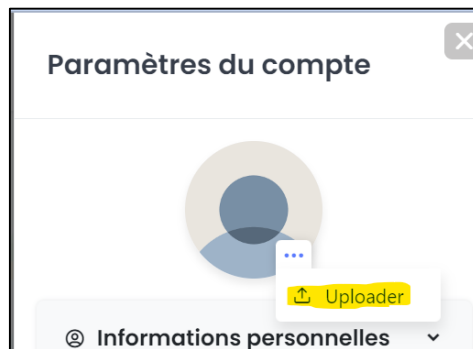 Paramètres du compte
Uploader
Informations personnelles